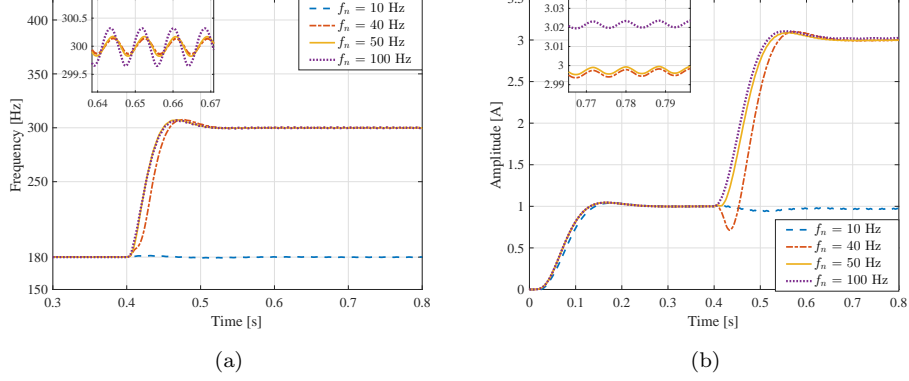 400
350
300
250
180
150
Frequency [Hz]
300.5
300
299.5
0.64 0.65 0.66 0.67
f_n = 10 Hz
f_n = 40 Hz
f_n = 50 Hz
f_n = 100 Hz
0.3 0.4 0.5 0.6 0.7 0.8
Time [s]
(a)
3.5
3
2.5
2
1.5
1
0.5
0
Amplitude [A]
3.03
3.02
3.01
3
2.99
0.77 0.78 0.79
f_n = 10 Hz
f_n = 40 Hz
f_n = 50 Hz
f_n = 100 Hz
0 0.1 0.2 0.3 0.4 0.5 0.6 0.7 0.8
Time [s]
(b)